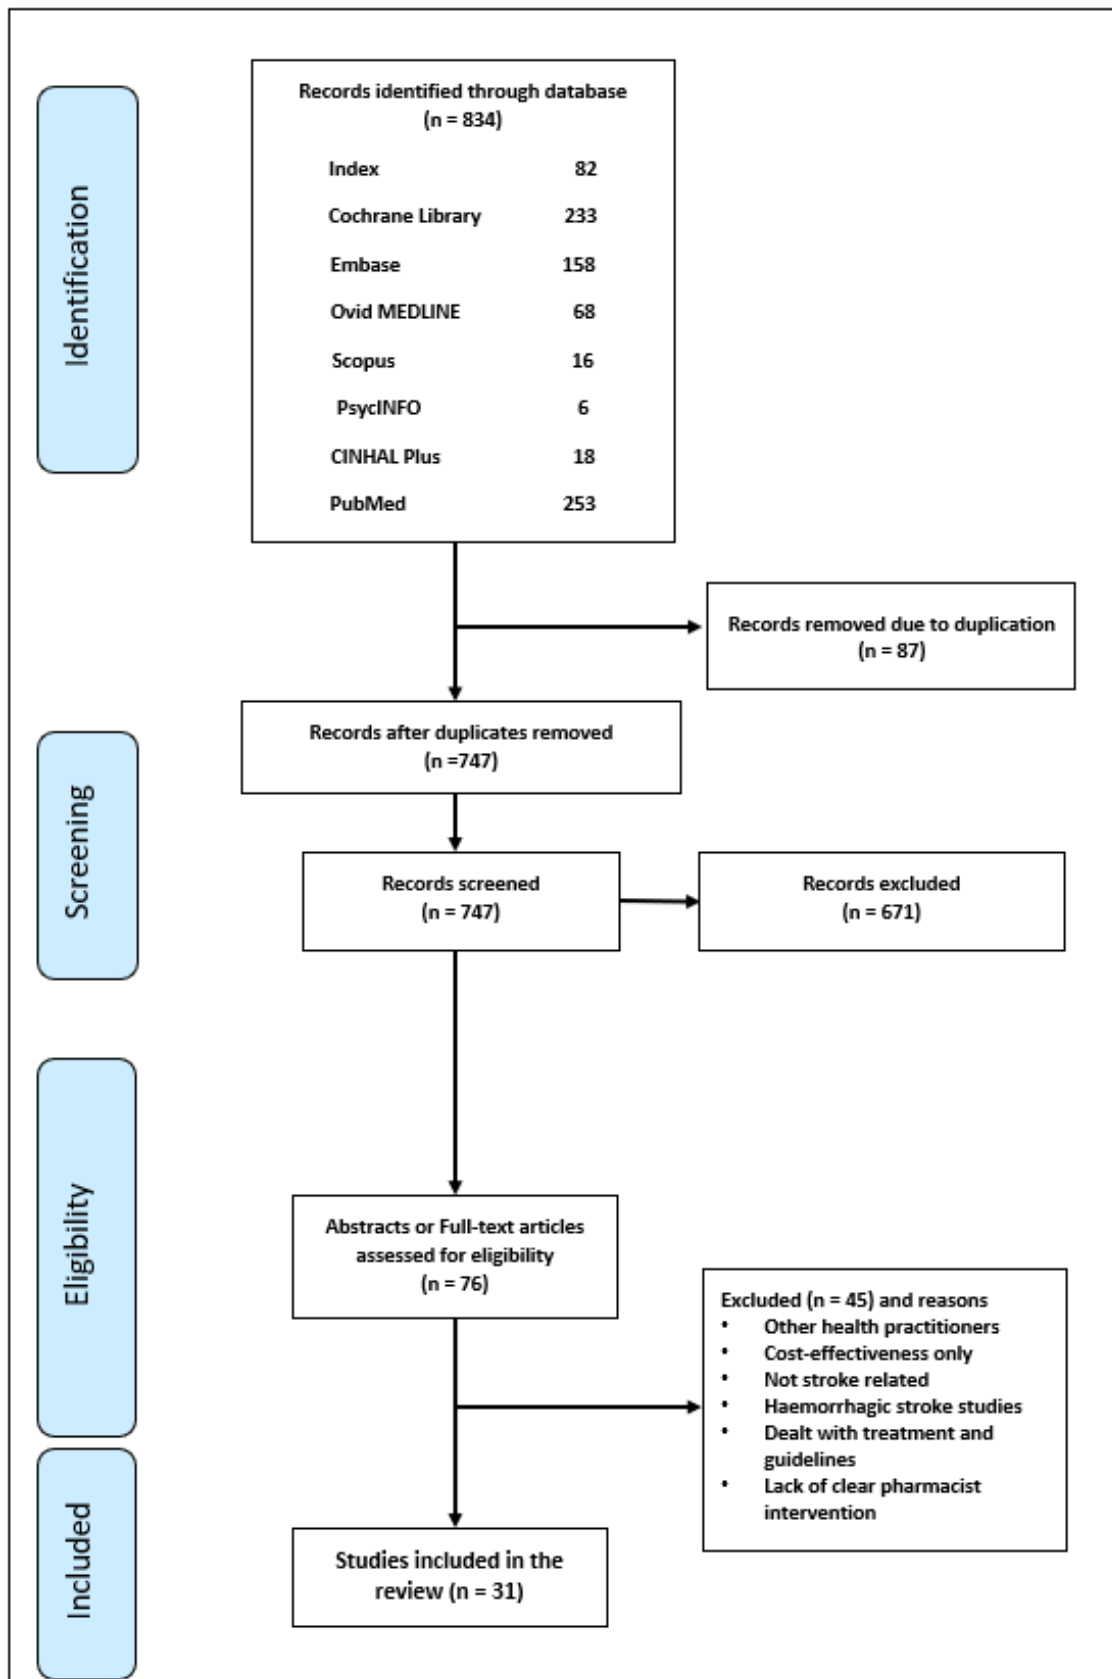 Identification
Records identified through database
(n = 834)
Index 82
Cochrane Library 233
Embase 158
Ovid MEDLINE 68
Scopus 16
PsycINFO 6
CINHAL Plus 18
PubMed 253
Records removed due to duplication
(n = 87)
Records after duplicates removed
(n =747)
Screening
Records screened
(n = 747)
Records excluded
(n = 671)
Eligibility
Abstracts or Full-text articles
assessed for eligibility
(n = 76)
Excluded (n = 45) and reasons
• Other health practitioners
• Cost-effectiveness only
• Not stroke related
• Haemorrhagic stroke studies
• Dealt with treatment and
guidelines
• Lack of clear pharmacist
intervention
Included
Studies included in the
review (n = 31)